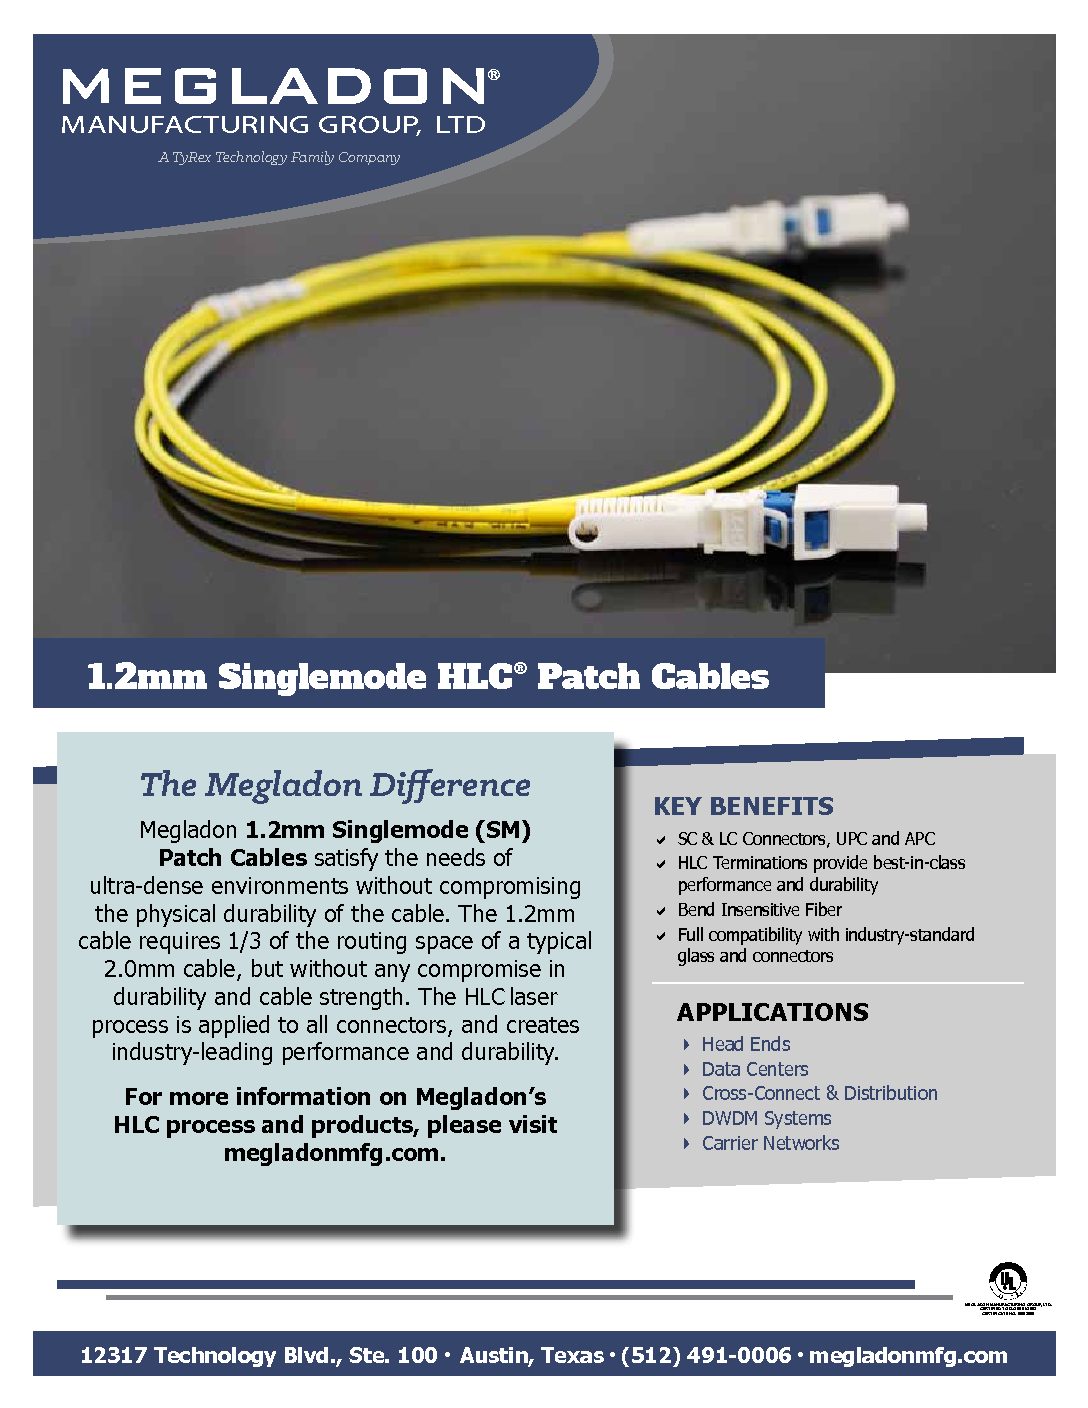 MEGLADON®
MANUFACTURING GROUP, LTD
A TyRex Technology Family Company
1.2mm Singlemode HLC® Patch Cables
The Megladon Difference
Megladon 1.2mm Singlemode (SM)
Patch Cables satisfy the needs of
ultra-dense environments without compromising
the physical durability of the cable. The 1.2mm
cable requires 1/3 of the routing space of a typical
2.0mm cable, but without any compromise in
durability and cable strength. The HLC laser
process is applied to all connectors, and creates
industry-leading performance and durability.
For more information on Megladon’s
HLC process and products, please visit
megladonmfg.com.
KEY BENEFITS
SC & LC Connectors, UPC and APC
HLC Terminations provide best-in-class
performance and durability
Bend Insensitive Fiber
Full compatibility with industry-standard
glass and connectors
APPLICATIONS
Head Ends
Data Centers
Cross-Connect & Distribution
DWDM Systems
Carrier Networks
UL
MEGLADON MANUFACTURING GROUP, LTD.
12317 Technology Blvd., Ste. 100 • Austin, Texas • (512) 491-0006 • megladonmfg.com